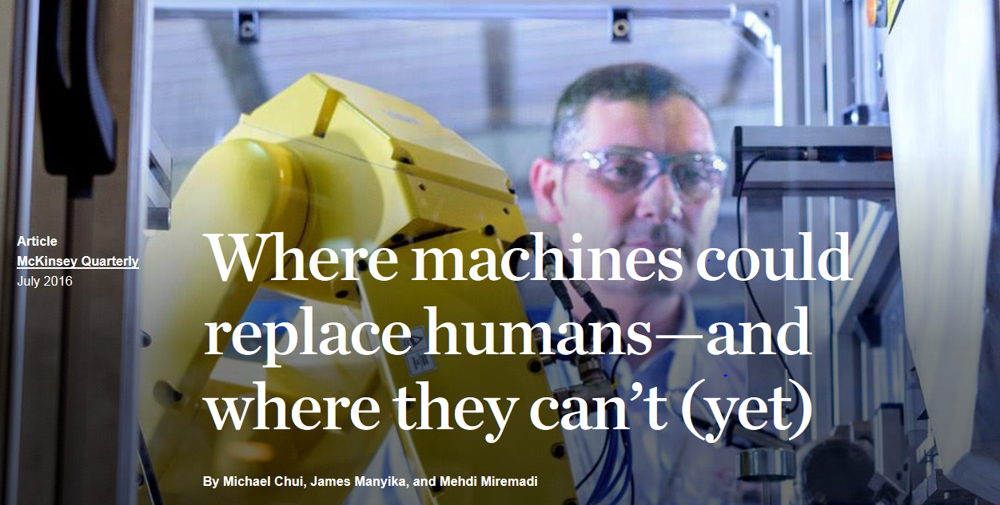 Article
McKinsey Quarterly
July 2016
Where machines could
replace humans—and
where they can’t (yet)
By Michael Chui, James Manyika, and Mehdi Miremadi